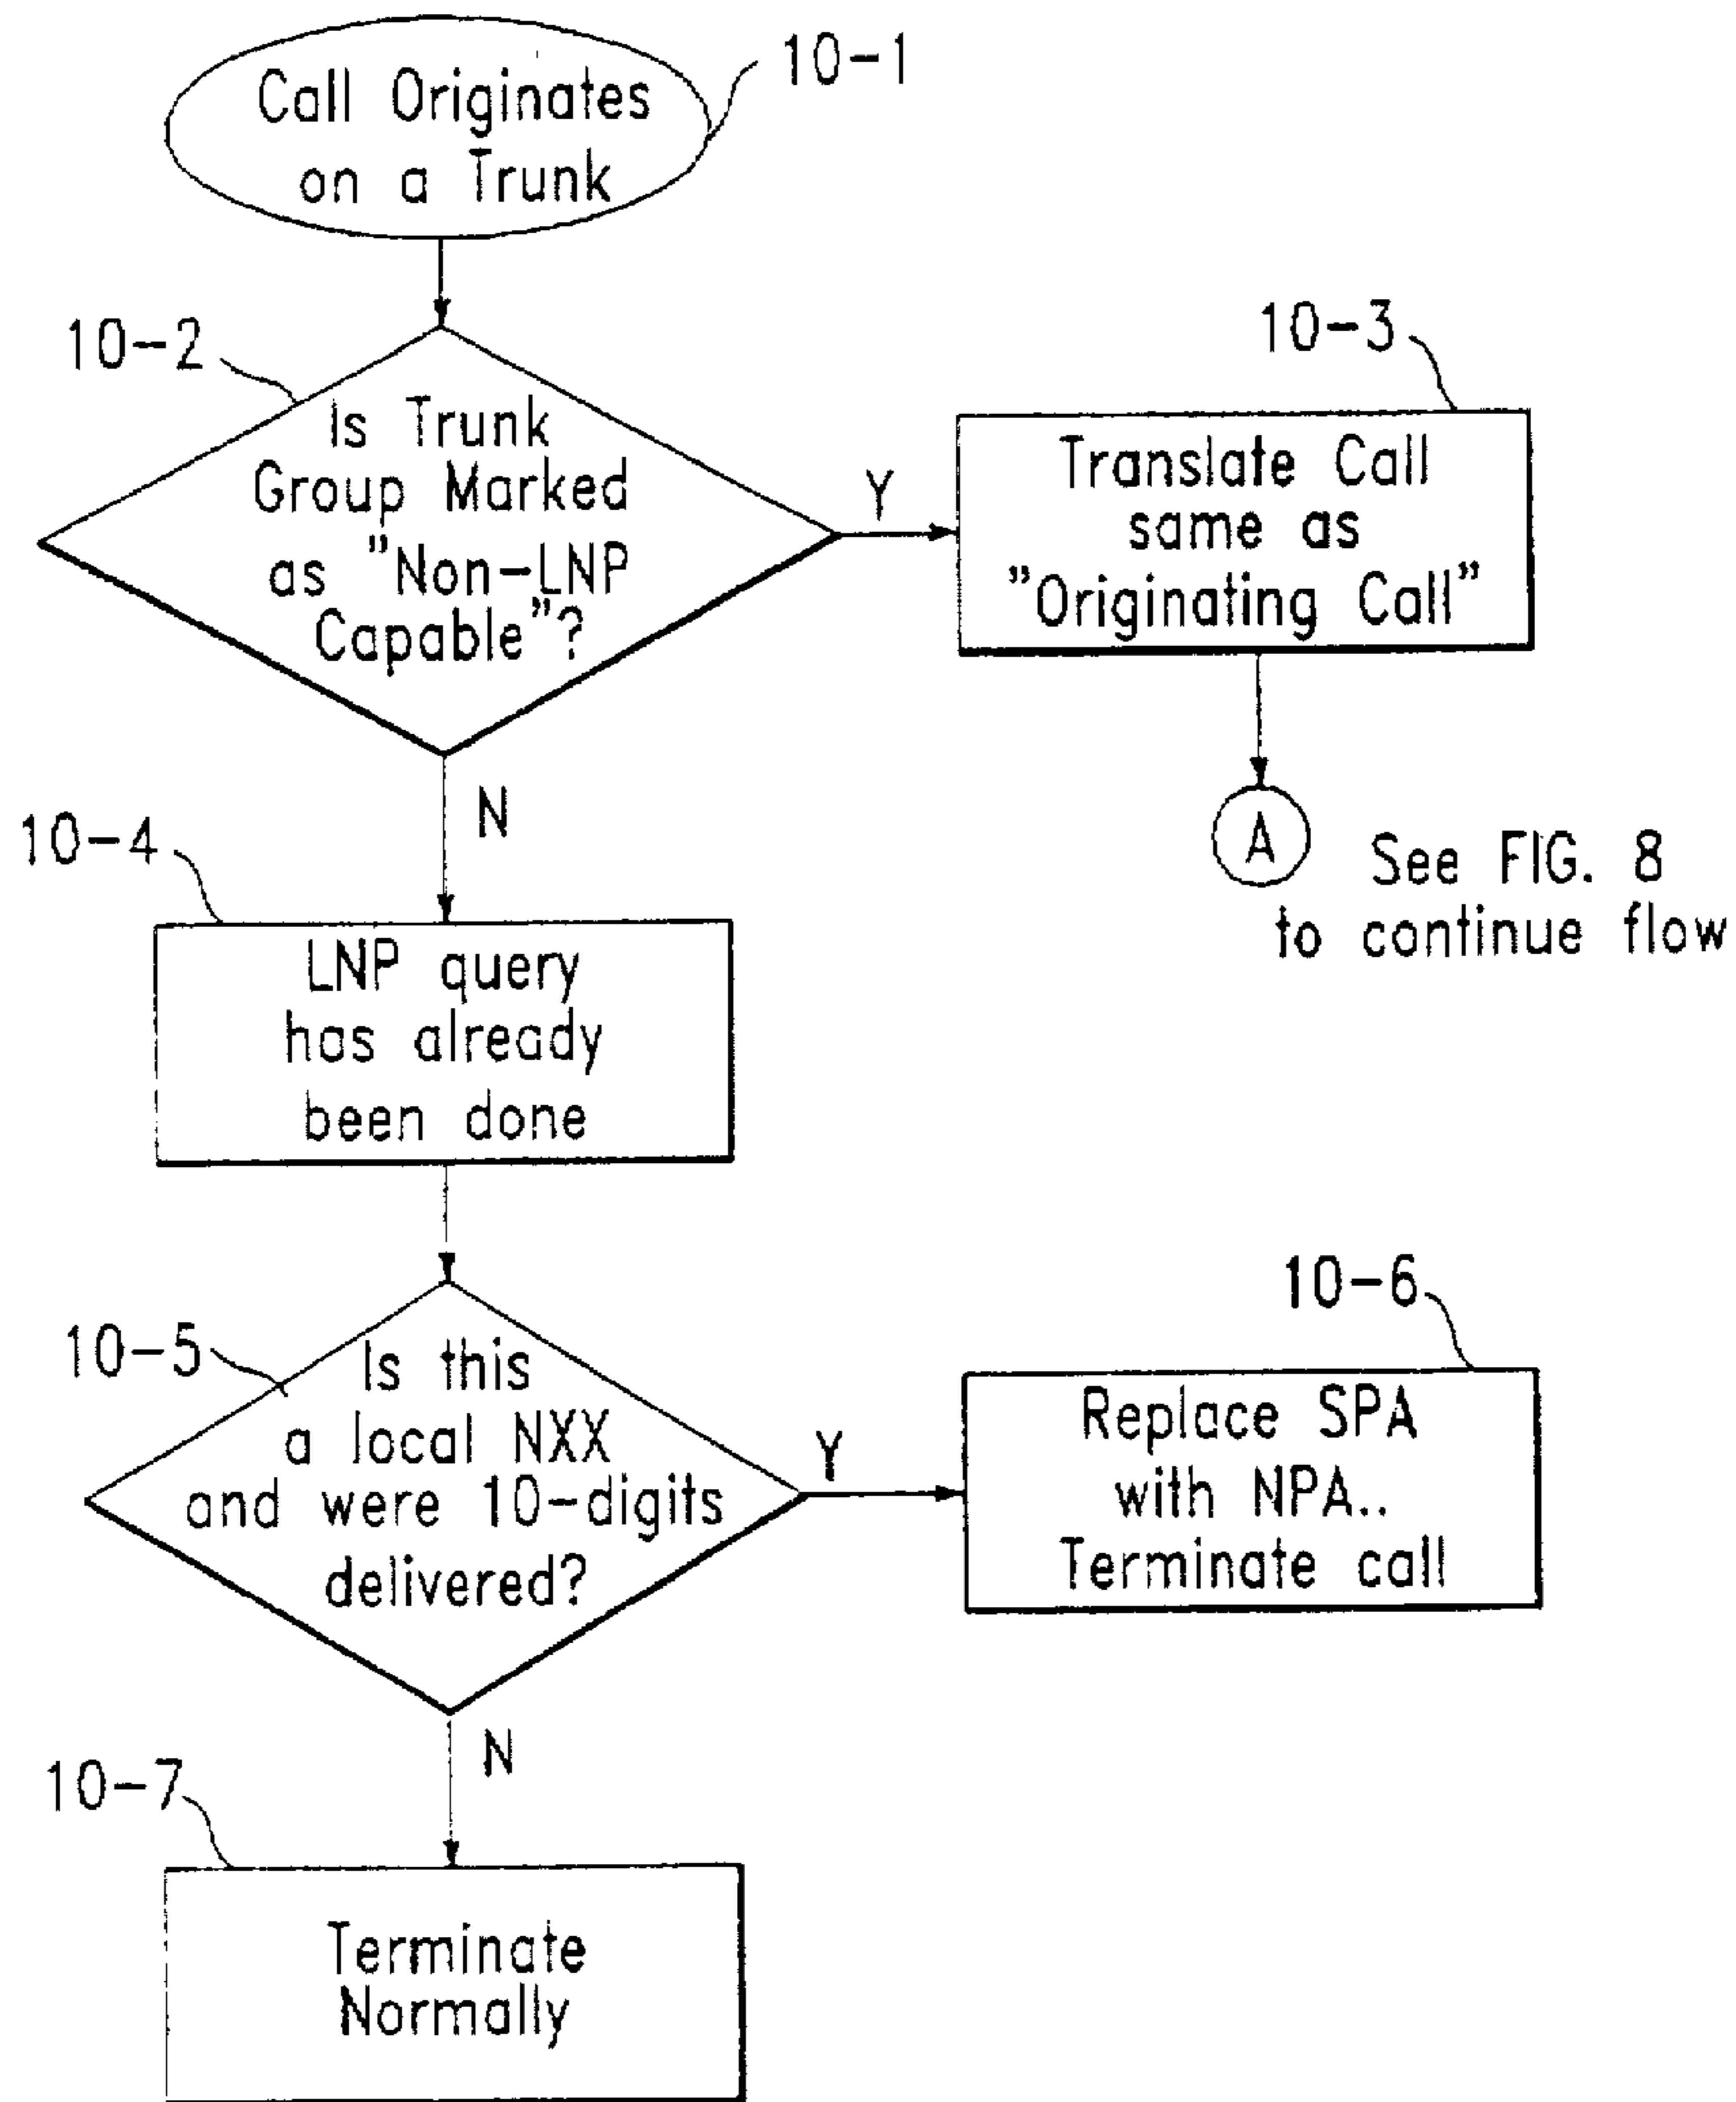 Call Originates
on a Trunk
10-1
10-2
Is Trunk
Group Marked
as "Non-LNP
Capable"?
Y
10-3
Translate Call
same as
"Originating Call"
A
See FIG. 8
to continue flow
N
10-4
LNP query
has already
been done
10-5
Is this
a local NXX
and were 10-digits
delivered?
Y
10-6
Replace SPA
with NPA..
Terminate call
N
10-7
Terminate
Normally